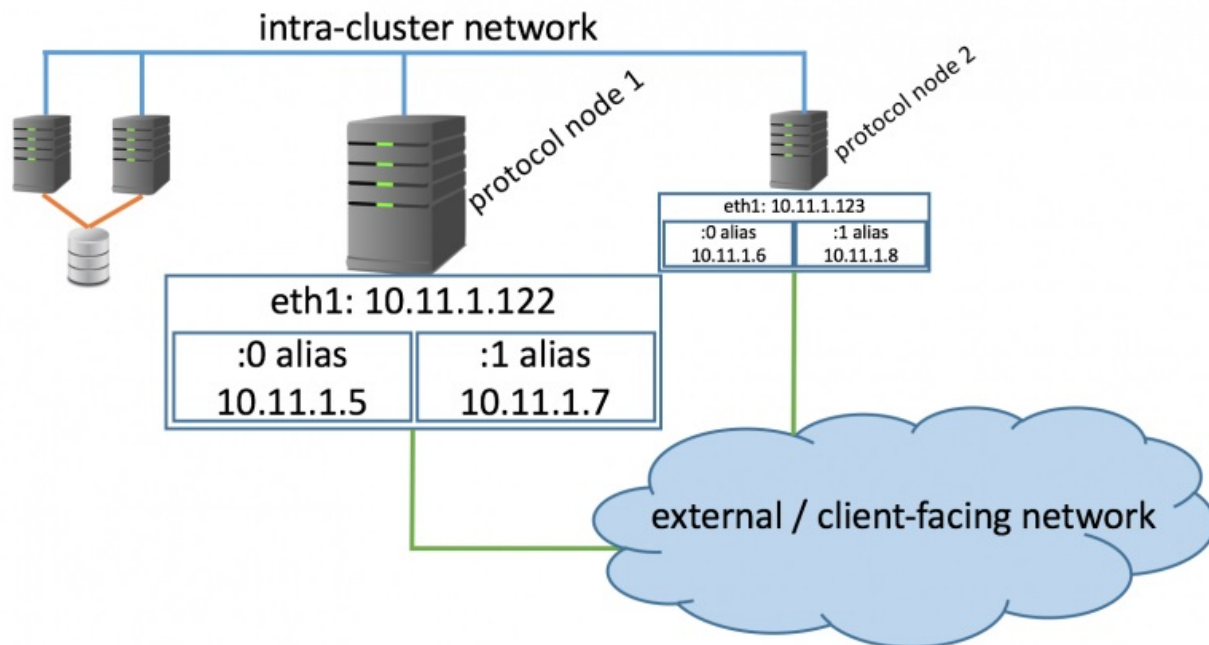 intra-cluster network
protocol node 1
protocol node 2
eth1: 10.11.1.123
:0 alias
10.11.1.6
:1 alias
10.11.1.8
eth1: 10.11.1.122
:0 alias
10.11.1.5
:1 alias
10.11.1.7
external / client-facing network